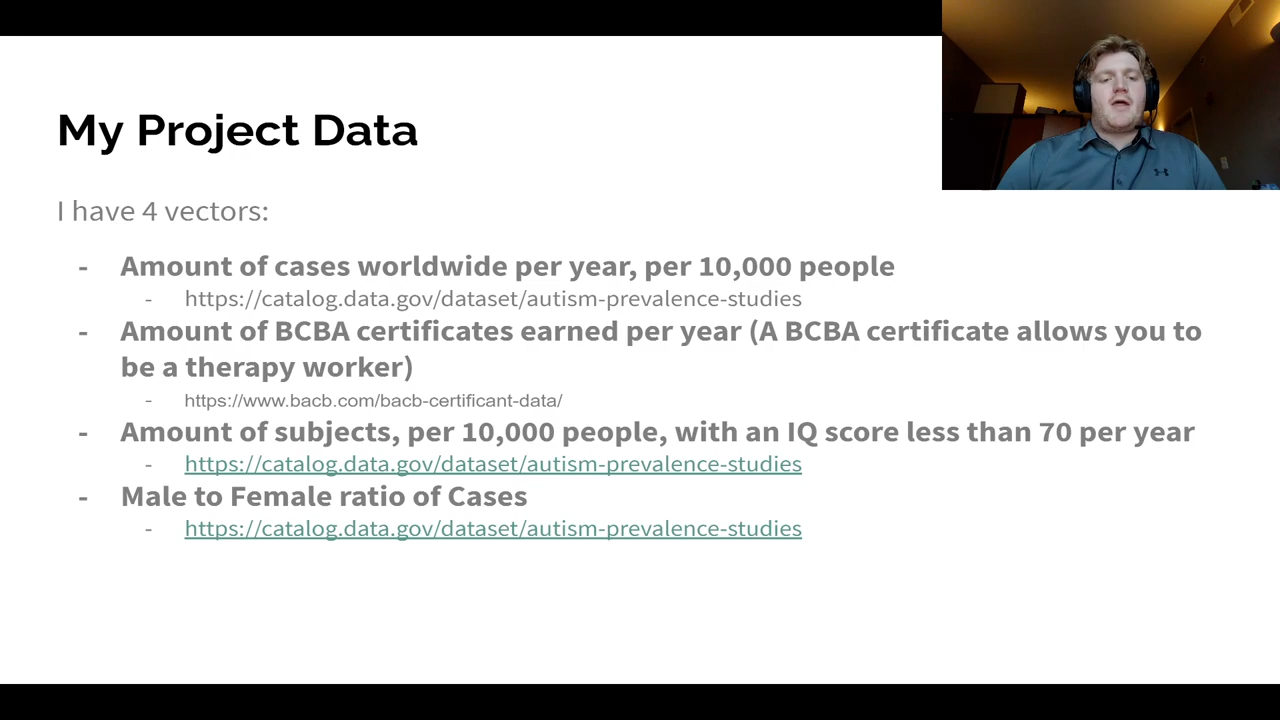 My Project Data
I have 4 vectors:
- Amount of cases worldwide per year, per 10,000 people
- https://catalog.data.gov/dataset/autism-prevalence-studies
- Amount of BCBA certificates earned per year (A BCBA certificate allows you to
be a therapy worker)
- https://www.bacb.com/bacb-certificant-data/
- Amount of subjects, per 10,000 people, with an IQ score less than 70 per year
- https://catalog.data.gov/dataset/autism-prevalence-studies
- Male to Female ratio of Cases
- https://catalog.data.gov/dataset/autism-prevalence-studies